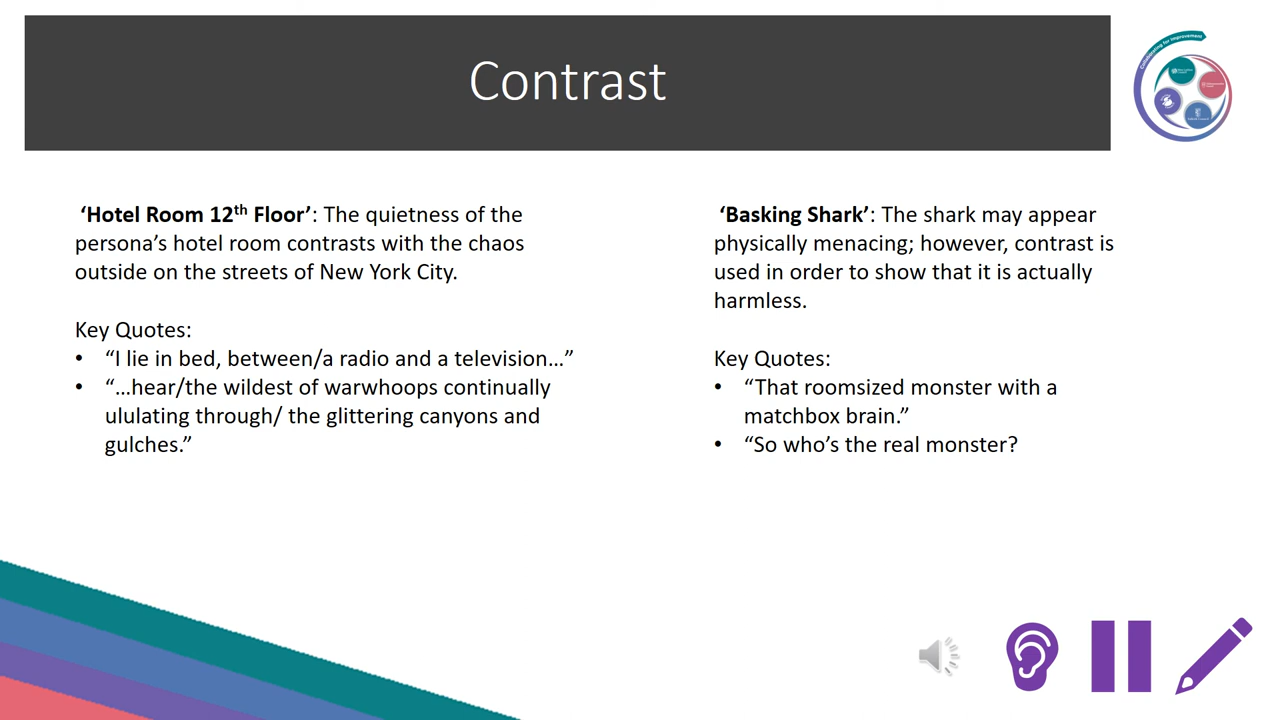 Contrast
Collaborating for Improvement
‘Hotel Room 12th Floor’: The quietness of the
persona’s hotel room contrasts with the chaos
outside on the streets of New York City.
Key Quotes:
• “I lie in bed, between/a radio and a television…”
• “…hear/the wildest of warwhoops continually
ululating through/ the glittering canyons and
gulches.”
‘Basking Shark’: The shark may appear
physically menacing; however, contrast is
used in order to show that it is actually
harmless.
Key Quotes:
• “That roomsized monster with a
matchbox brain.”
• “So who’s the real monster?